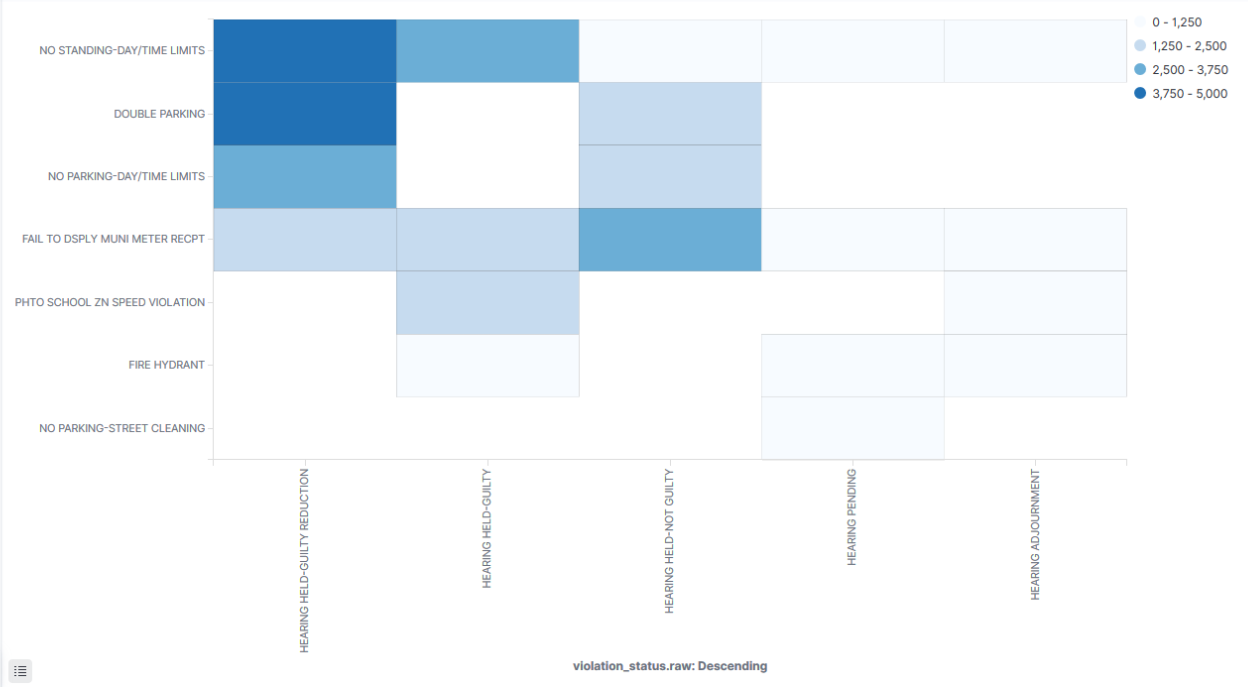 0 - 1,250
1,250 - 2,500
2,500 - 3,750
3,750 - 5,000
NO STANDING-DAY/TIME LIMITS
DOUBLE PARKING
NO PARKING-DAY/TIME LIMITS
FAIL TO DSPLY MUNI METER RECPT
PHTO SCHOOL ZN SPEED VIOLATION
FIRE HYDRANT
NO PARKING-STREET CLEANING
HEARING HELD-GUILTY REDUCTION
HEARING HELD-GUILTY
HEARING HELD-NOT GUILTY
HEARING PENDING
HEARING ADJOURNMENT
violation_status.raw: Descending